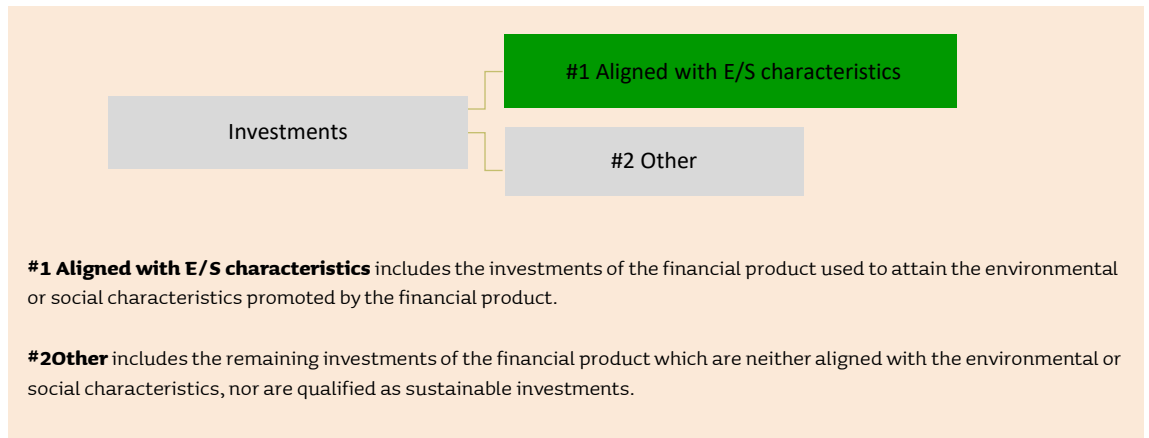 #1 Aligned with E/S characteristics
Investments
#2 Other
#1 Aligned with E/S characteristics includes the investments of the financial product used to attain the environmental
or social characteristics promoted by the financial product.
#2Other includes the remaining investments of the financial product which are neither aligned with the environmental or
social characteristics, nor are qualified as sustainable investments.